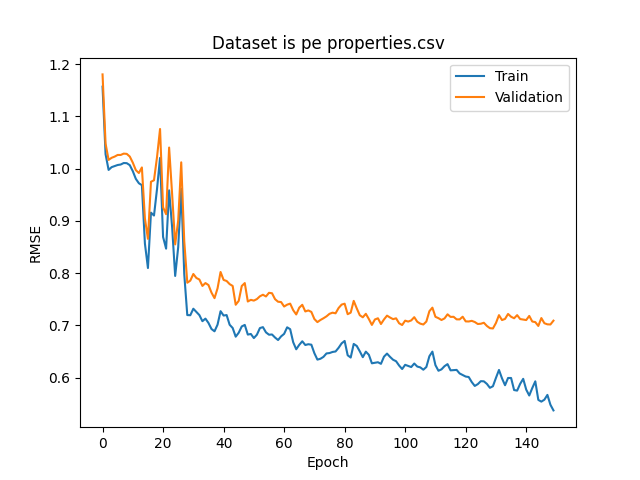 Dataset is pe properties.csv
Train
Validation
1.2
1.1
1.0
0.9
0.8
0.7
0.6
RMSE
0 20 40 60 80 100 120 140
Epoch